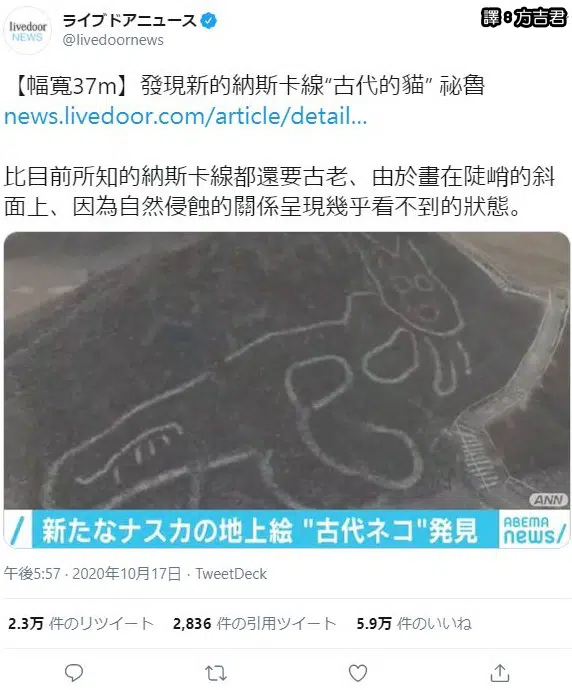 livedoor
NEWS
ライブドアニュース
@livedoornews
譯8方吉君
【幅寬37m】發現新的納斯卡線“古代的貓” 祕魯
news.livedoor.com/article/detail...
比目前所知的納斯卡線都還要古老、由於畫在陡峭的斜
面上、因為自然侵蝕的關係呈現幾乎看不到的狀態。
ANN
新たなナスカの地上絵 "古代ネコ"発見
ABEMA
news/
午後5:57 · 2020年10月17日 · TweetDeck
2.3万 件のリツイート 2,836 件の引用ツイート 5.9万 件のいいね